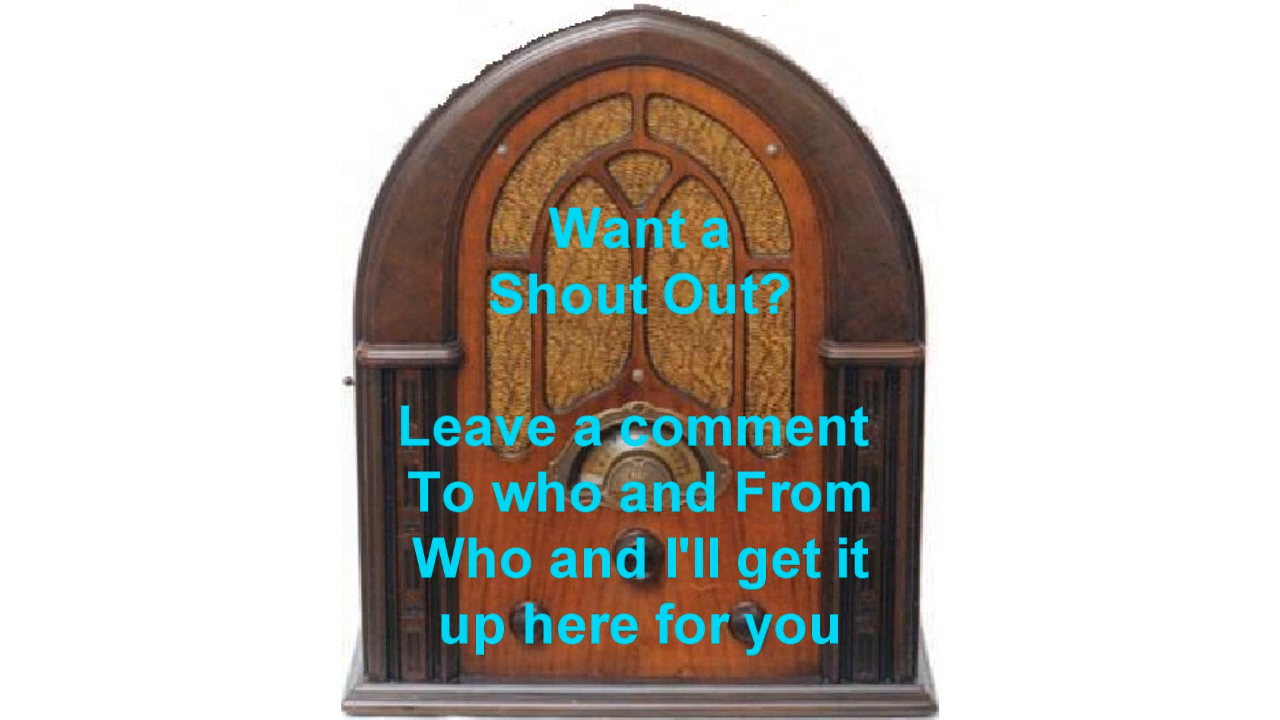 Want a
Shout Out?
Leave a comment
To who and From
Who and I'll get it
up here for you